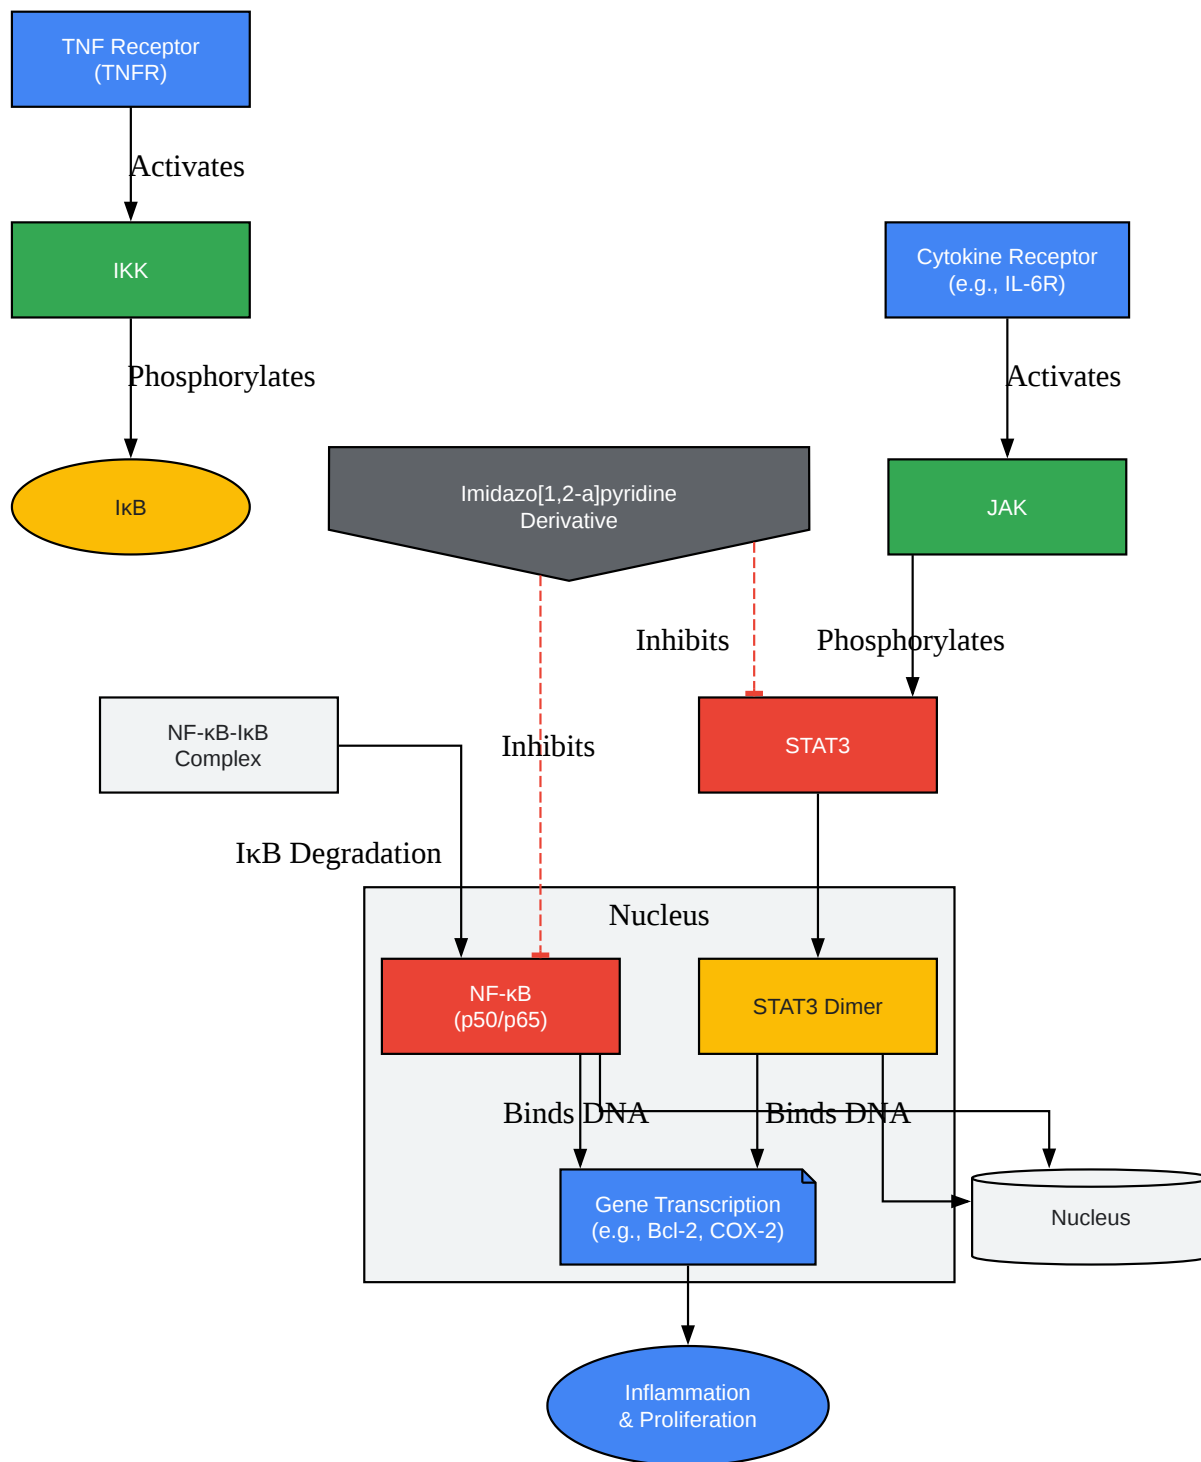 TNF Receptor
(TNFR)
Activates
IKK
Cytokine Receptor
(e.g., IL-6R)
Phosphorylates
Activates
IκB
Imidazo[1,2-a]pyridine
Derivative
JAK
Inhibits
Phosphorylates
NF-κB-IκB
Complex
Inhibits
STAT3
IκB Degradation
Nucleus
NF-κB
(p50/p65)
STAT3 Dimer
Binds DNA
Binds DNA
Gene Transcription
(e.g., Bcl-2, COX-2)
Nucleus
Inflammation
& Proliferation